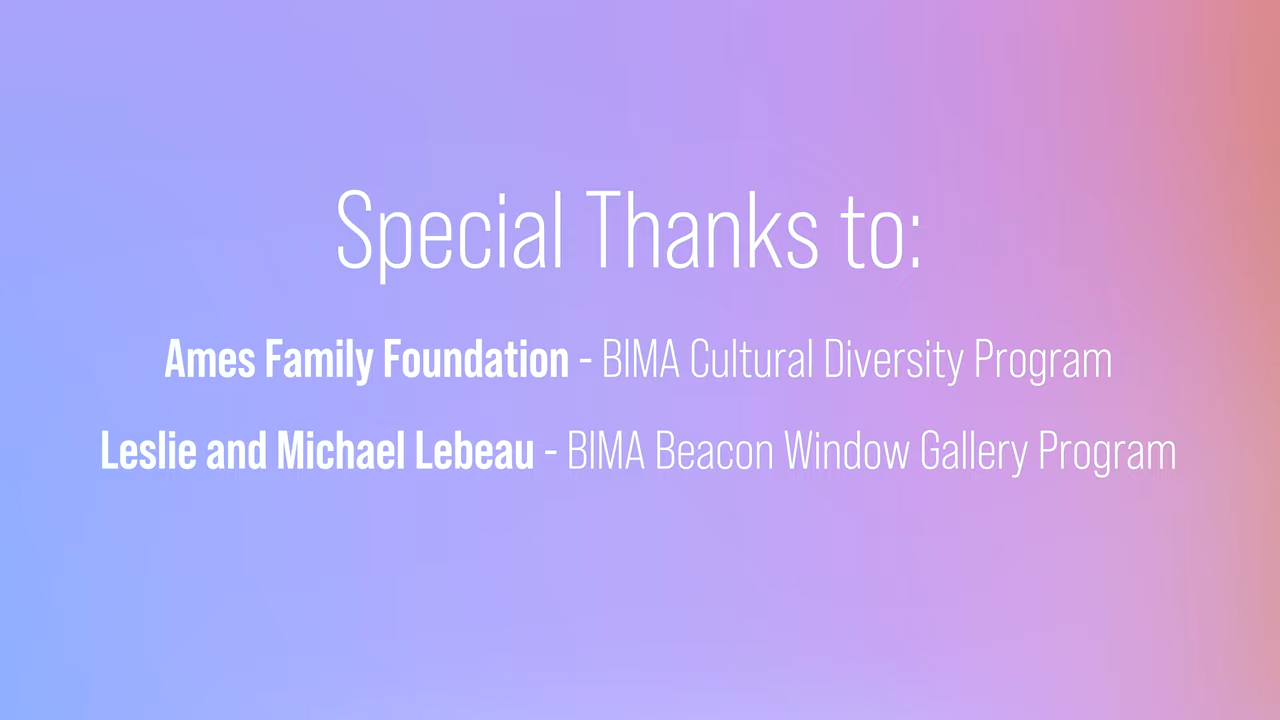 Special Thanks to:
Ames Family Foundation - BIMA Cultural Diversity Program
Leslie and Michael Lebeau - BIMA Beacon Window Gallery Program